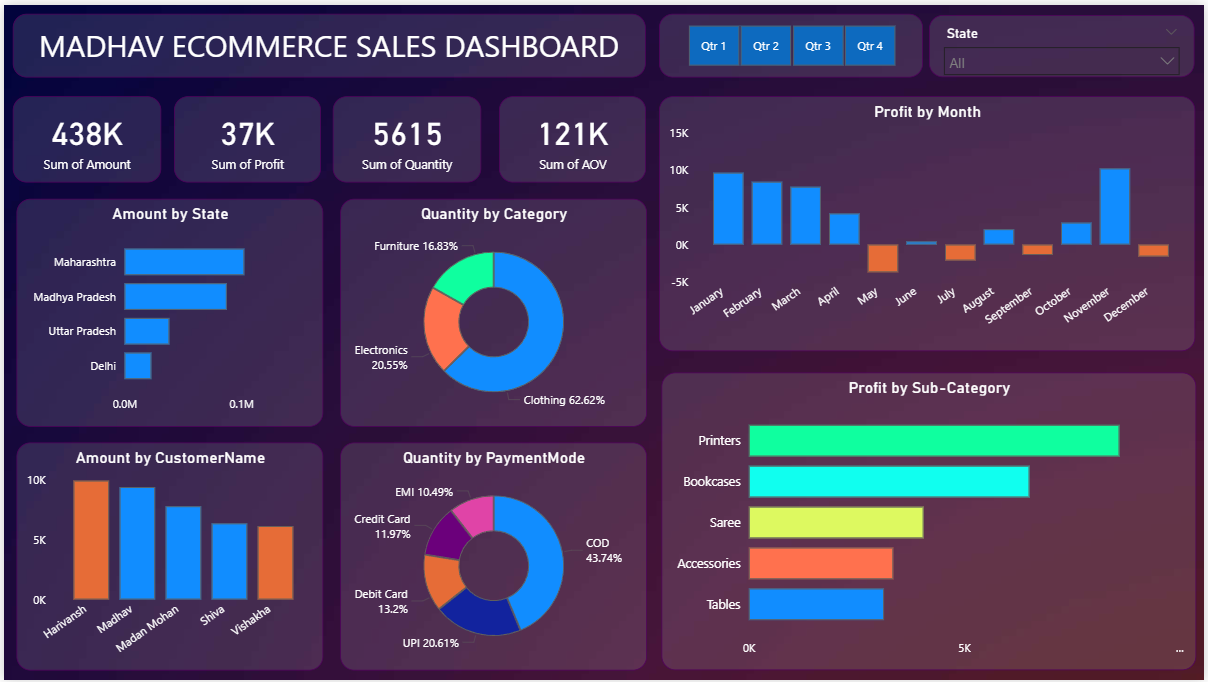 MADHAV ECOMMERCE SALES DASHBOARD
Qtr 1
Qtr 2
Qtr 3
Qtr 4
State
All
438K
Sum of Amount
37K
Sum of Profit
5615
Sum of Quantity
121K
Sum of AOV
Profit by Month
15K
10K
5K
0K
-5K
January
February
March
April
May
June
July
August
September
October
November
December
Amount by State
Maharashtra
Madhya Pradesh
Uttar Pradesh
Delhi
0.0M
0.1M
Quantity by Category
Furniture 16.83%
Electronics
20.55%
Clothing 62.62%
Profit by Sub-Category
Printers
Bookcases
Saree
Accessories
Tables
0K
5K
...
Amount by CustomerName
10K
5K
0K
Harivansh
Madhav
Madan Mohan
Shiva
Vishakha
Quantity by PaymentMode
EMI 10.49%
Credit Card
11.97%
Debit Card
13.2%
UPI 20.61%
COD
43.74%